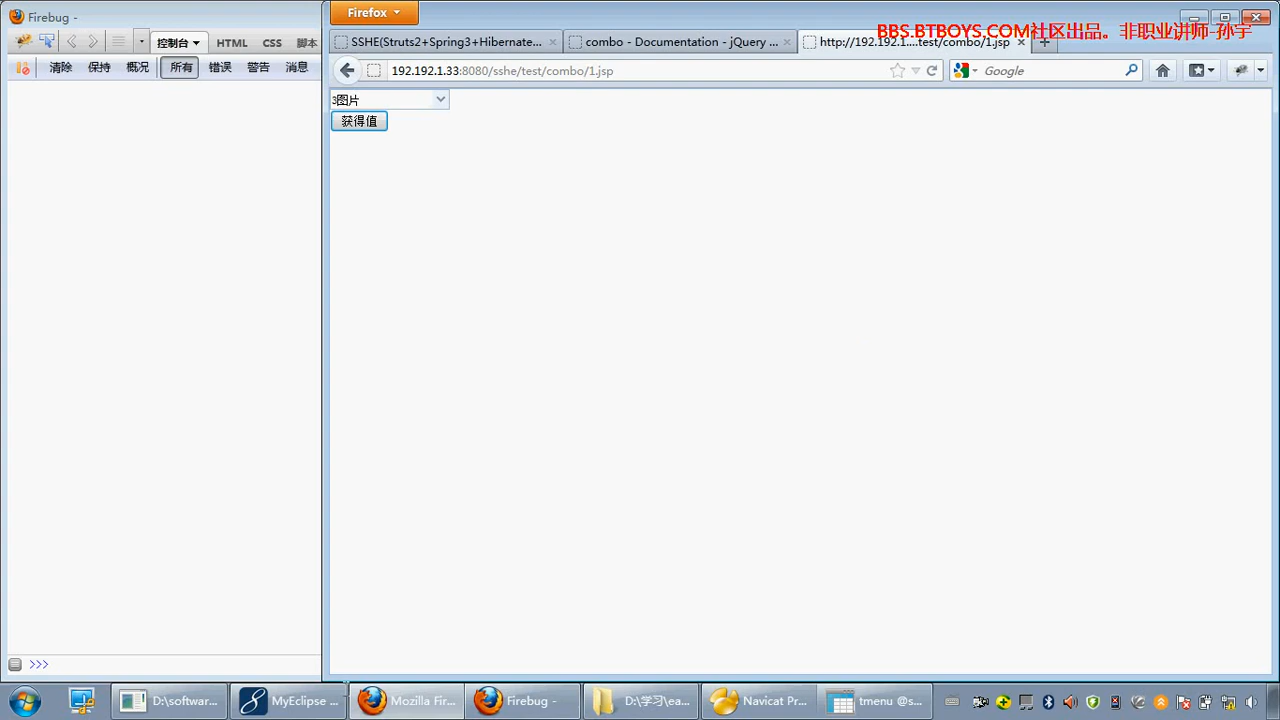 Firebug -
Firefox
BBS.BTBOYS.COM社区出品。非职业讲师-孙宇
控制台 HTML CSS 脚本
SSHE(Struts2+Spring3+Hibernate... combo - Documentation - jQuery ... http://192.192.1....test/combo/1.jsp
清除 保持 概况 所有 错误 警告 消息
192.192.1.33:8080/sshe/test/combo/1.jsp Google
3图片
获得值
>>>
D:\softwar... MyEclipse ... Mozilla Fir... Firebug - D:\学习\ea... Navicat Pr... tmenu @s...